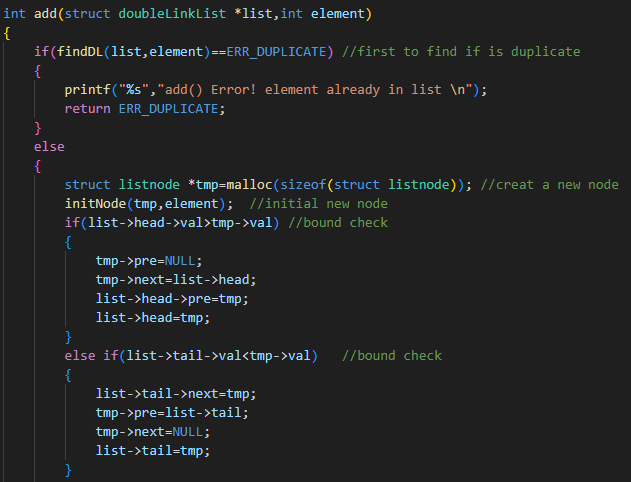 int add(struct doubleLinkList *list,int element)
{
    if(findDL(list,element)==ERR_DUPLICATE) //first to find if is duplicate
    {
        printf("%s","add() Error! element already in list \n");
        return ERR_DUPLICATE;
    }
    else
    {
        struct listnode *tmp=malloc(sizeof(struct listnode)); //creat a new node
        initNode(tmp,element);  //initial new node
        if(list->head->val>tmp->val) //bound check
        {
            tmp->pre=NULL;
            tmp->next=list->head;
            list->head->pre=tmp;
            list->head=tmp;
        }
        else if(list->tail->val<tmp->val)   //bound check
        {
            list->tail->next=tmp;
            tmp->pre=list->tail;
            tmp->next=NULL;
            list->tail=tmp;
        }